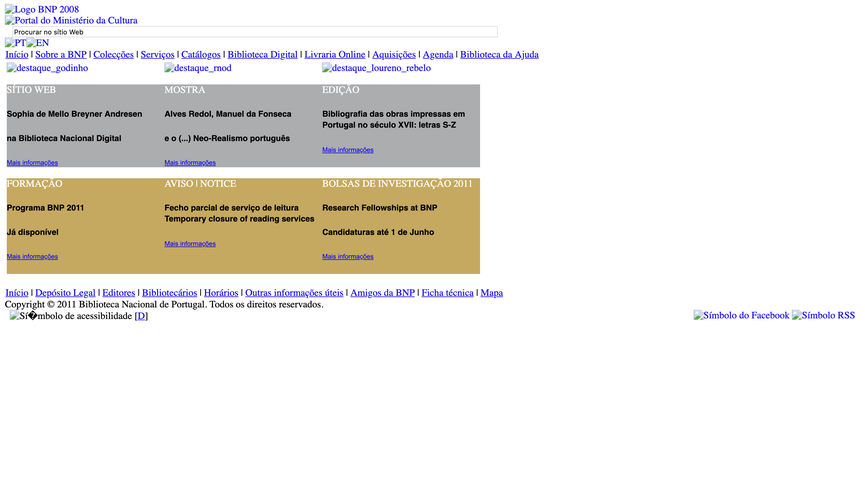 Logo BNP 2008
Portal do Ministério da Cultura
Procurar no sítio Web
PT EN
Início | Sobre a BNP | Colecções | Serviços | Catálogos | Biblioteca Digital | Livraria Online | Aquisições | Agenda | Biblioteca da Ajuda
destaque_godinho destaque_rnod destaque_loureno_rebelo
SÍTIO WEB
Sophia de Mello Breyner Andresen
na Biblioteca Nacional Digital
Mais informações
MOSTRA
Alves Redol, Manuel da Fonseca
e o (...) Neo-Realismo português
Mais informações
EDIÇÃO
Bibliografia das obras impressas em
Portugal no século XVII: letras S-Z
Mais informações
FORMAÇÃO
Programa BNP 2011
Já disponível
Mais informações
AVISO | NOTICE
Fecho parcial de serviço de leitura
Temporary closure of reading services
Mais informações
BOLSAS DE INVESTIGAÇÃO 2011
Research Fellowships at BNP
Candidaturas até 1 de Junho
Mais informações
Início | Depósito Legal | Editores | Bibliotecários | Horários | Outras informações úteis | Amigos da BNP | Ficha técnica | Mapa
Copyright © 2011 Biblioteca Nacional de Portugal. Todos os direitos reservados.
Sí�mbolo de acessibilidade [D] Símbolo do Facebook Símbolo RSS